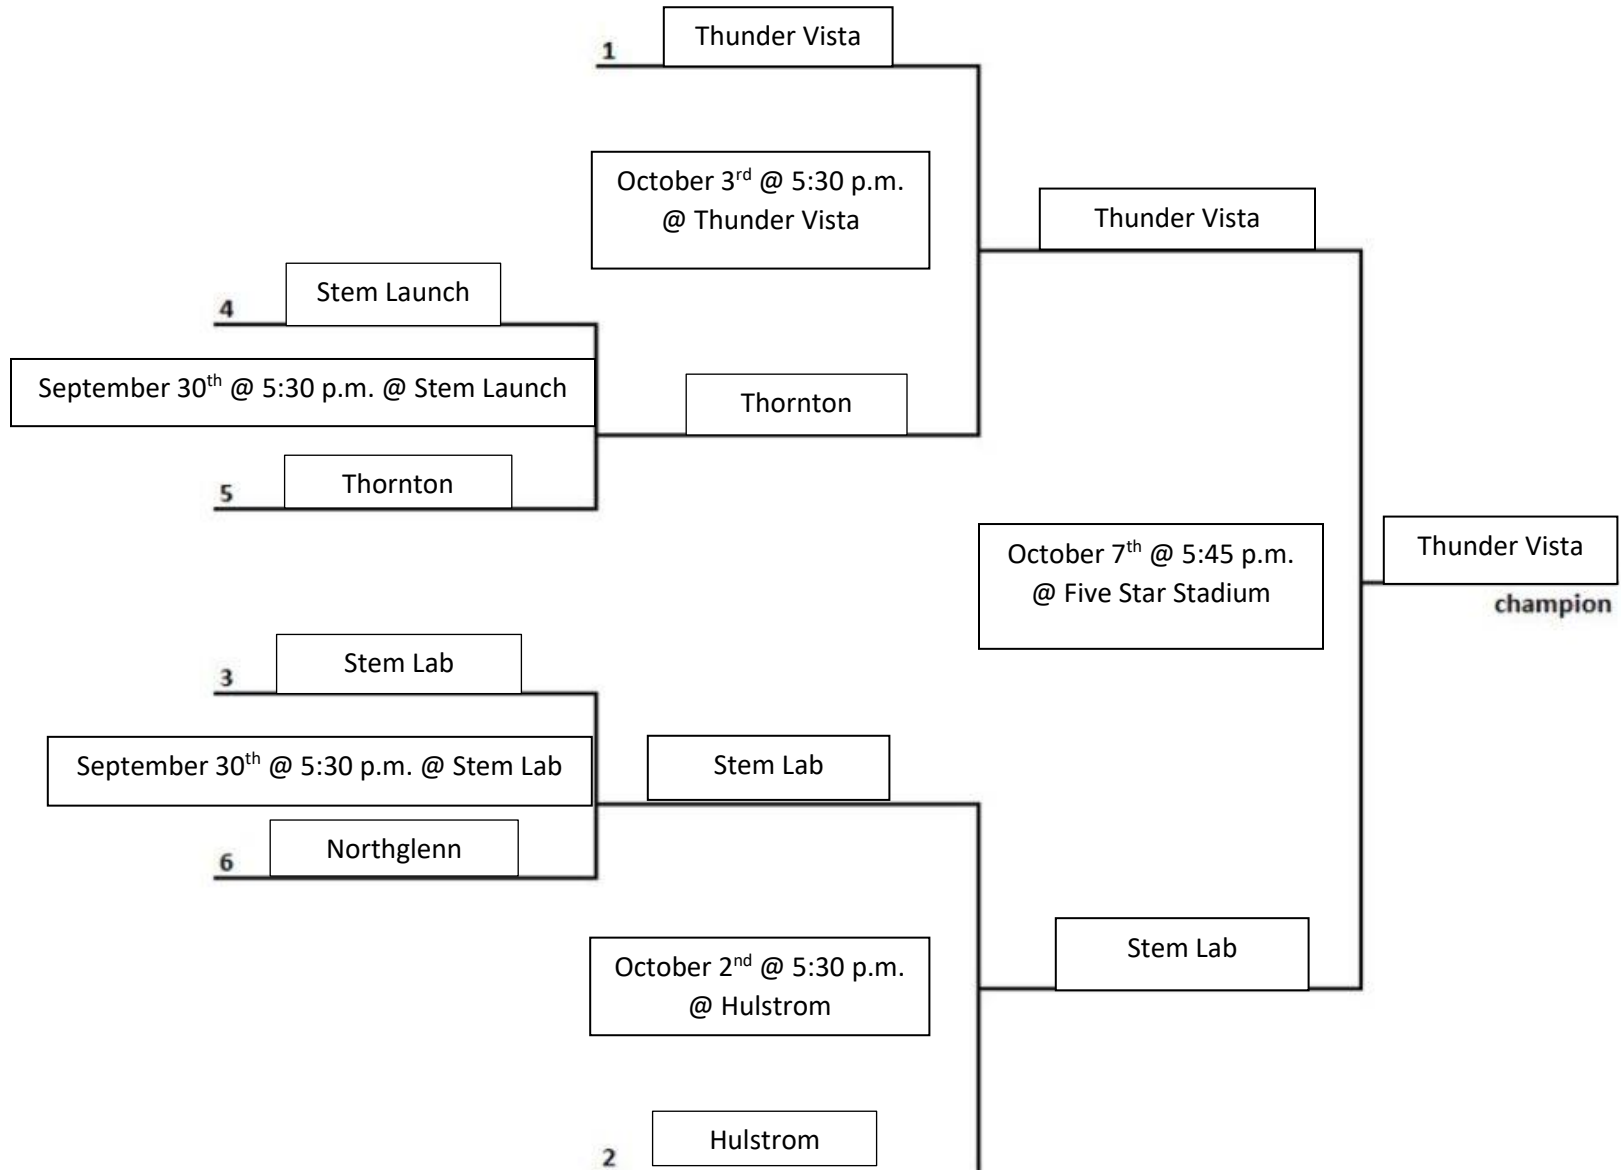 Thunder Vista
1
October 3rd @ 5:30 p.m.
@ Thunder Vista
Thunder Vista
Stem Launch
4
September 30th @ 5:30 p.m. @ Stem Launch
Thornton
Thornton
5
October 7th @ 5:45 p.m.
@ Five Star Stadium
Thunder Vista
champion
Stem Lab
3
September 30th @ 5:30 p.m. @ Stem Lab
Stem Lab
Northglenn
6
October 2nd @ 5:30 p.m.
@ Hulstrom
Stem Lab
Hulstrom
2